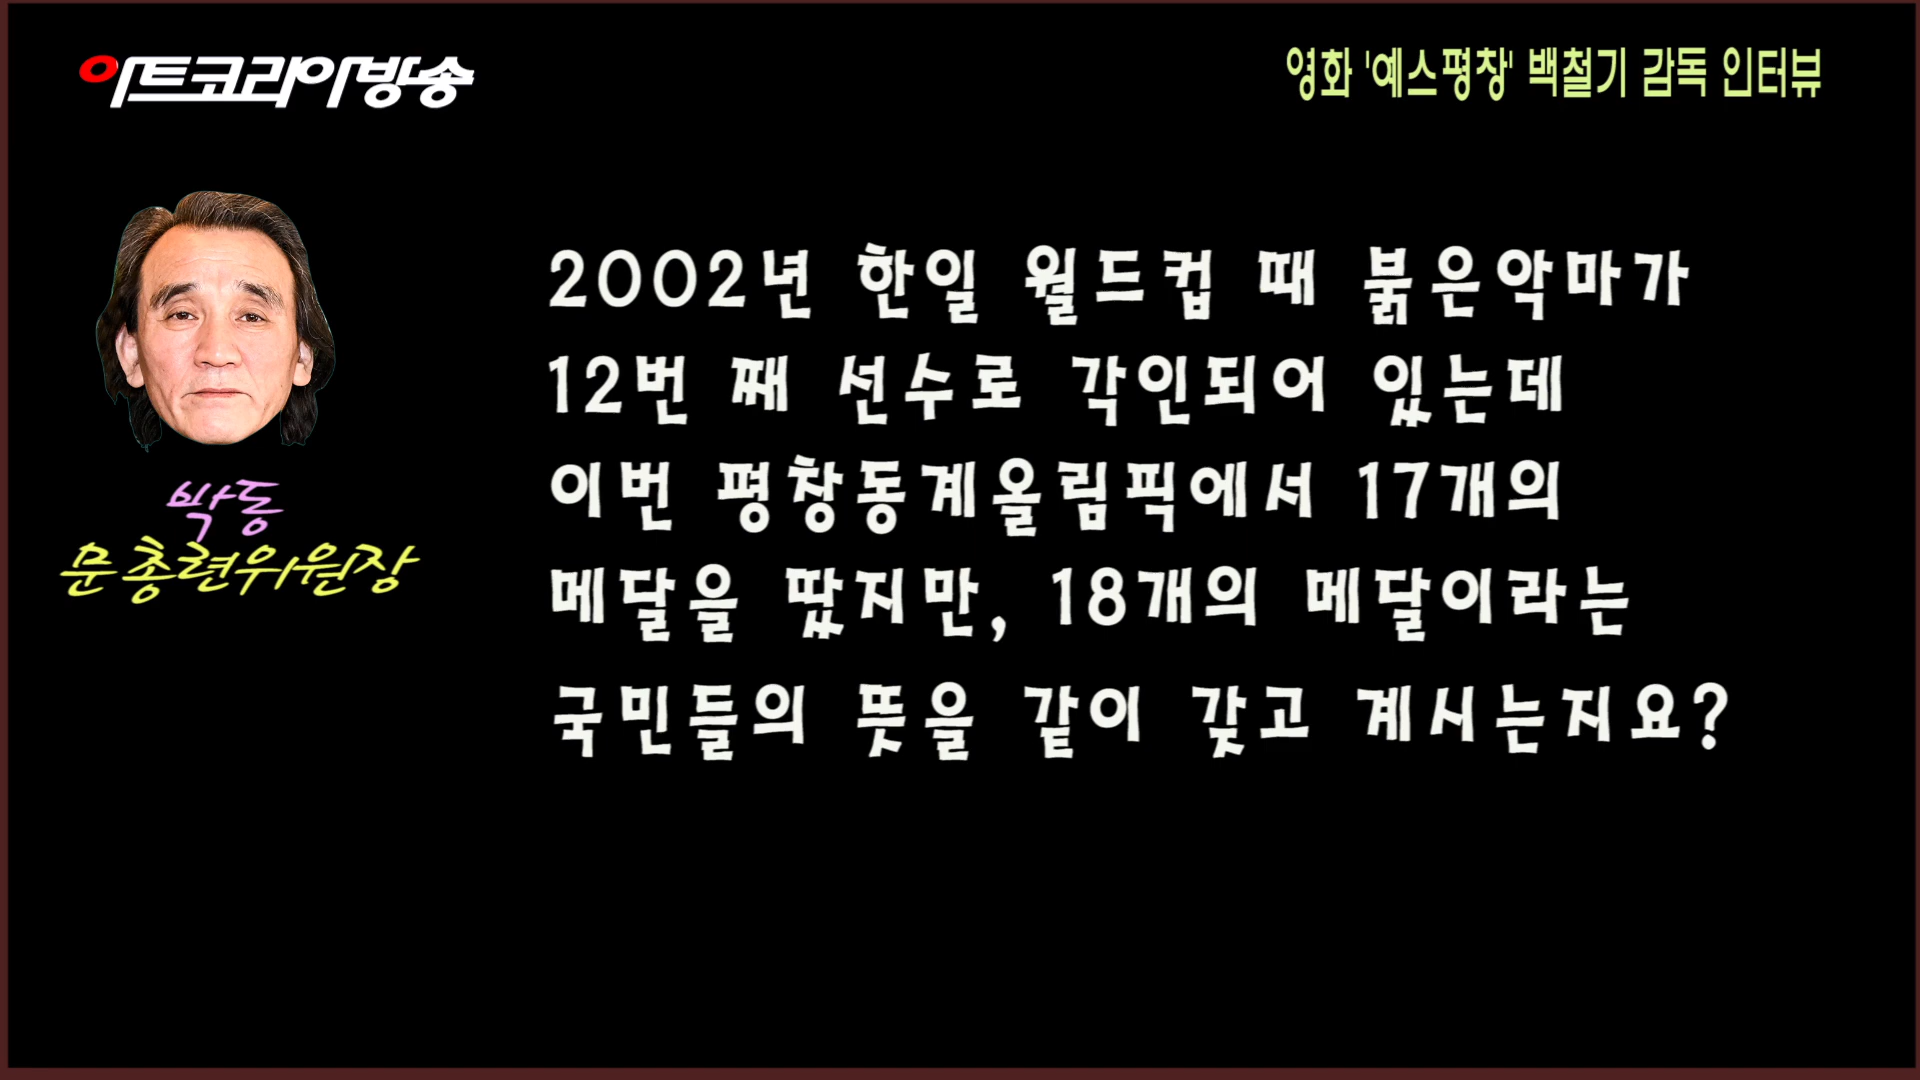 아트코리아방송
영화 '예스평창' 백철기 감독 인터뷰
박동
문총련위원장
2002년 한일 월드컵 때 붉은악마가
12번 째 선수로 각인되어 있는데
이번 평창동계올림픽에서 17개의
메달을 땄지만, 18개의 메달이라는
국민들의 뜻을 같이 갖고 계시는지요?